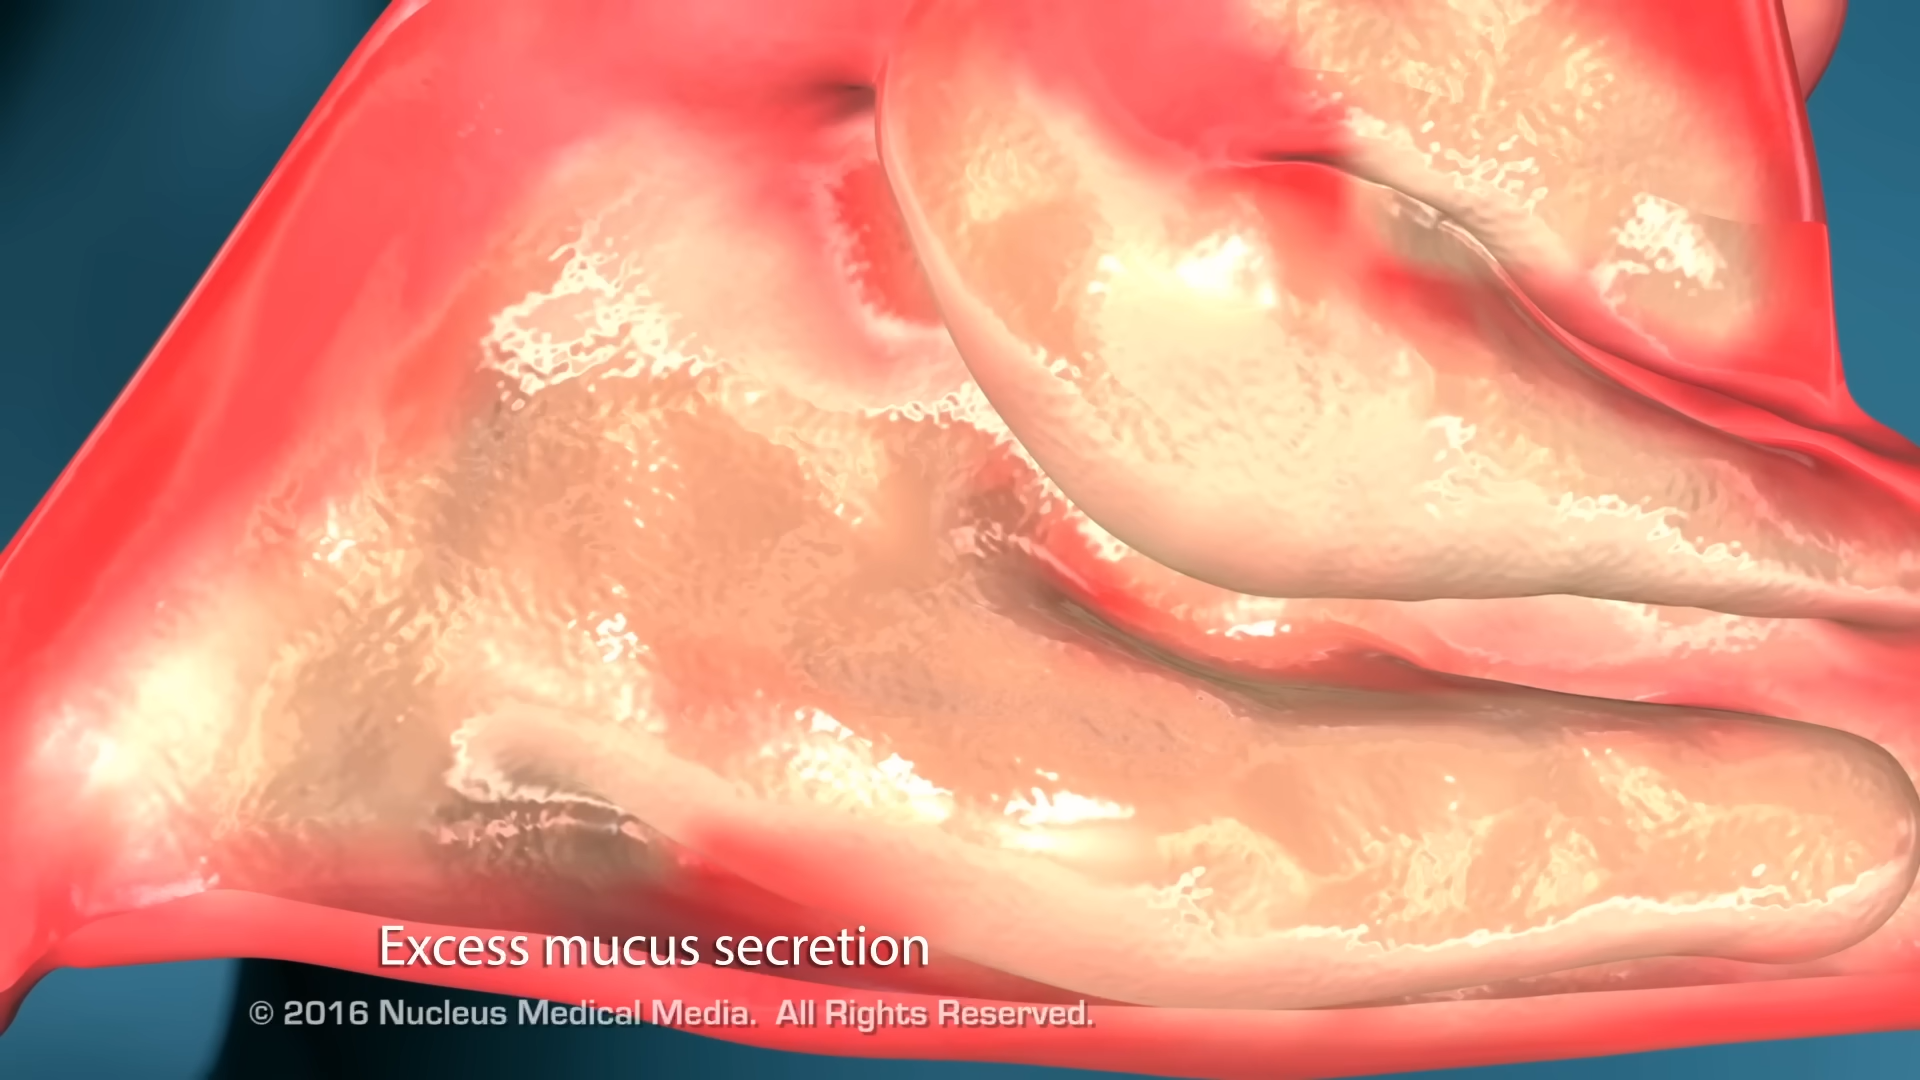 Excess mucus secretion
© 2016 Nucleus Medical Media. All Rights Reserved.